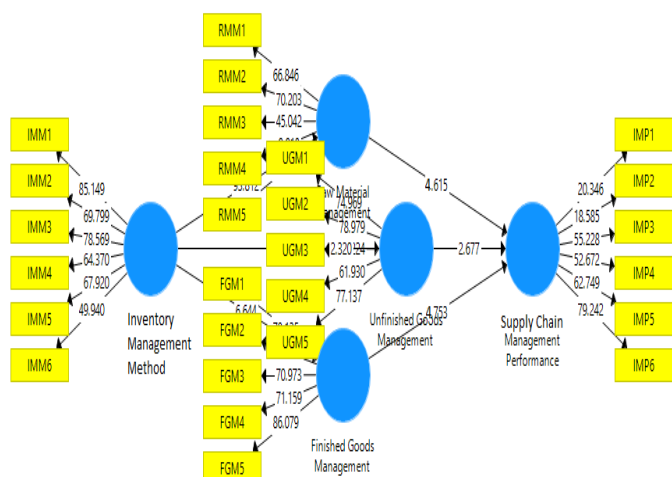 RMM1
RMM2
RMM3
RMM4
RMM5
66.846
70.203
45.042
UGM1
UGM2
UGM3
UGM4
UGM5
74.969
78.979
61.930
77.137
IMM1
IMM2
IMM3
IMM4
IMM5
IMM6
85.149
69.799
78.569
64.370
67.920
49.940
Inventory
Management
Method
FGM1
FGM2
FGM3
FGM4
FGM5
70.973
71.159
86.079
Material
Unfinished Goods
Management
Finished Goods
Management
4.615
2.677
4.753
Supply Chain
Management
Performance
20.346
18.585
55.228
52.672
62.749
79.242
IMP1
IMP2
IMP3
IMP4
IMP5
IMP6